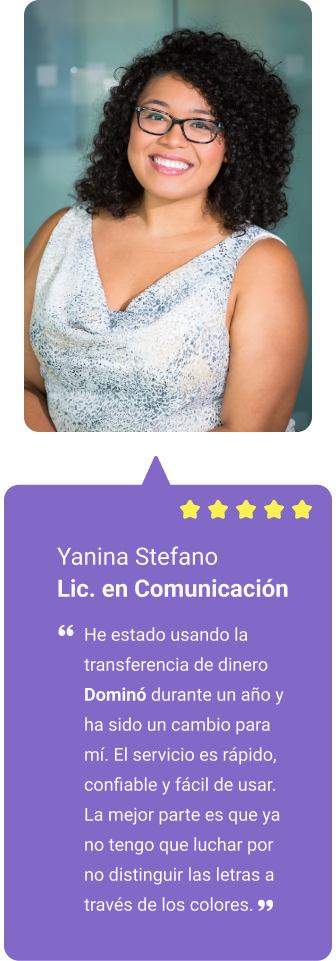 Yanina Stefano
Lic. en Comunicación
“ He estado usando la
transferencia de dinero
Dominó durante un año y
ha sido un cambio para
mí. El servicio es rápido,
confiable y fácil de usar.
La mejor parte es que ya
no tengo que luchar por
no distinguir las letras a
través de los colores. ”